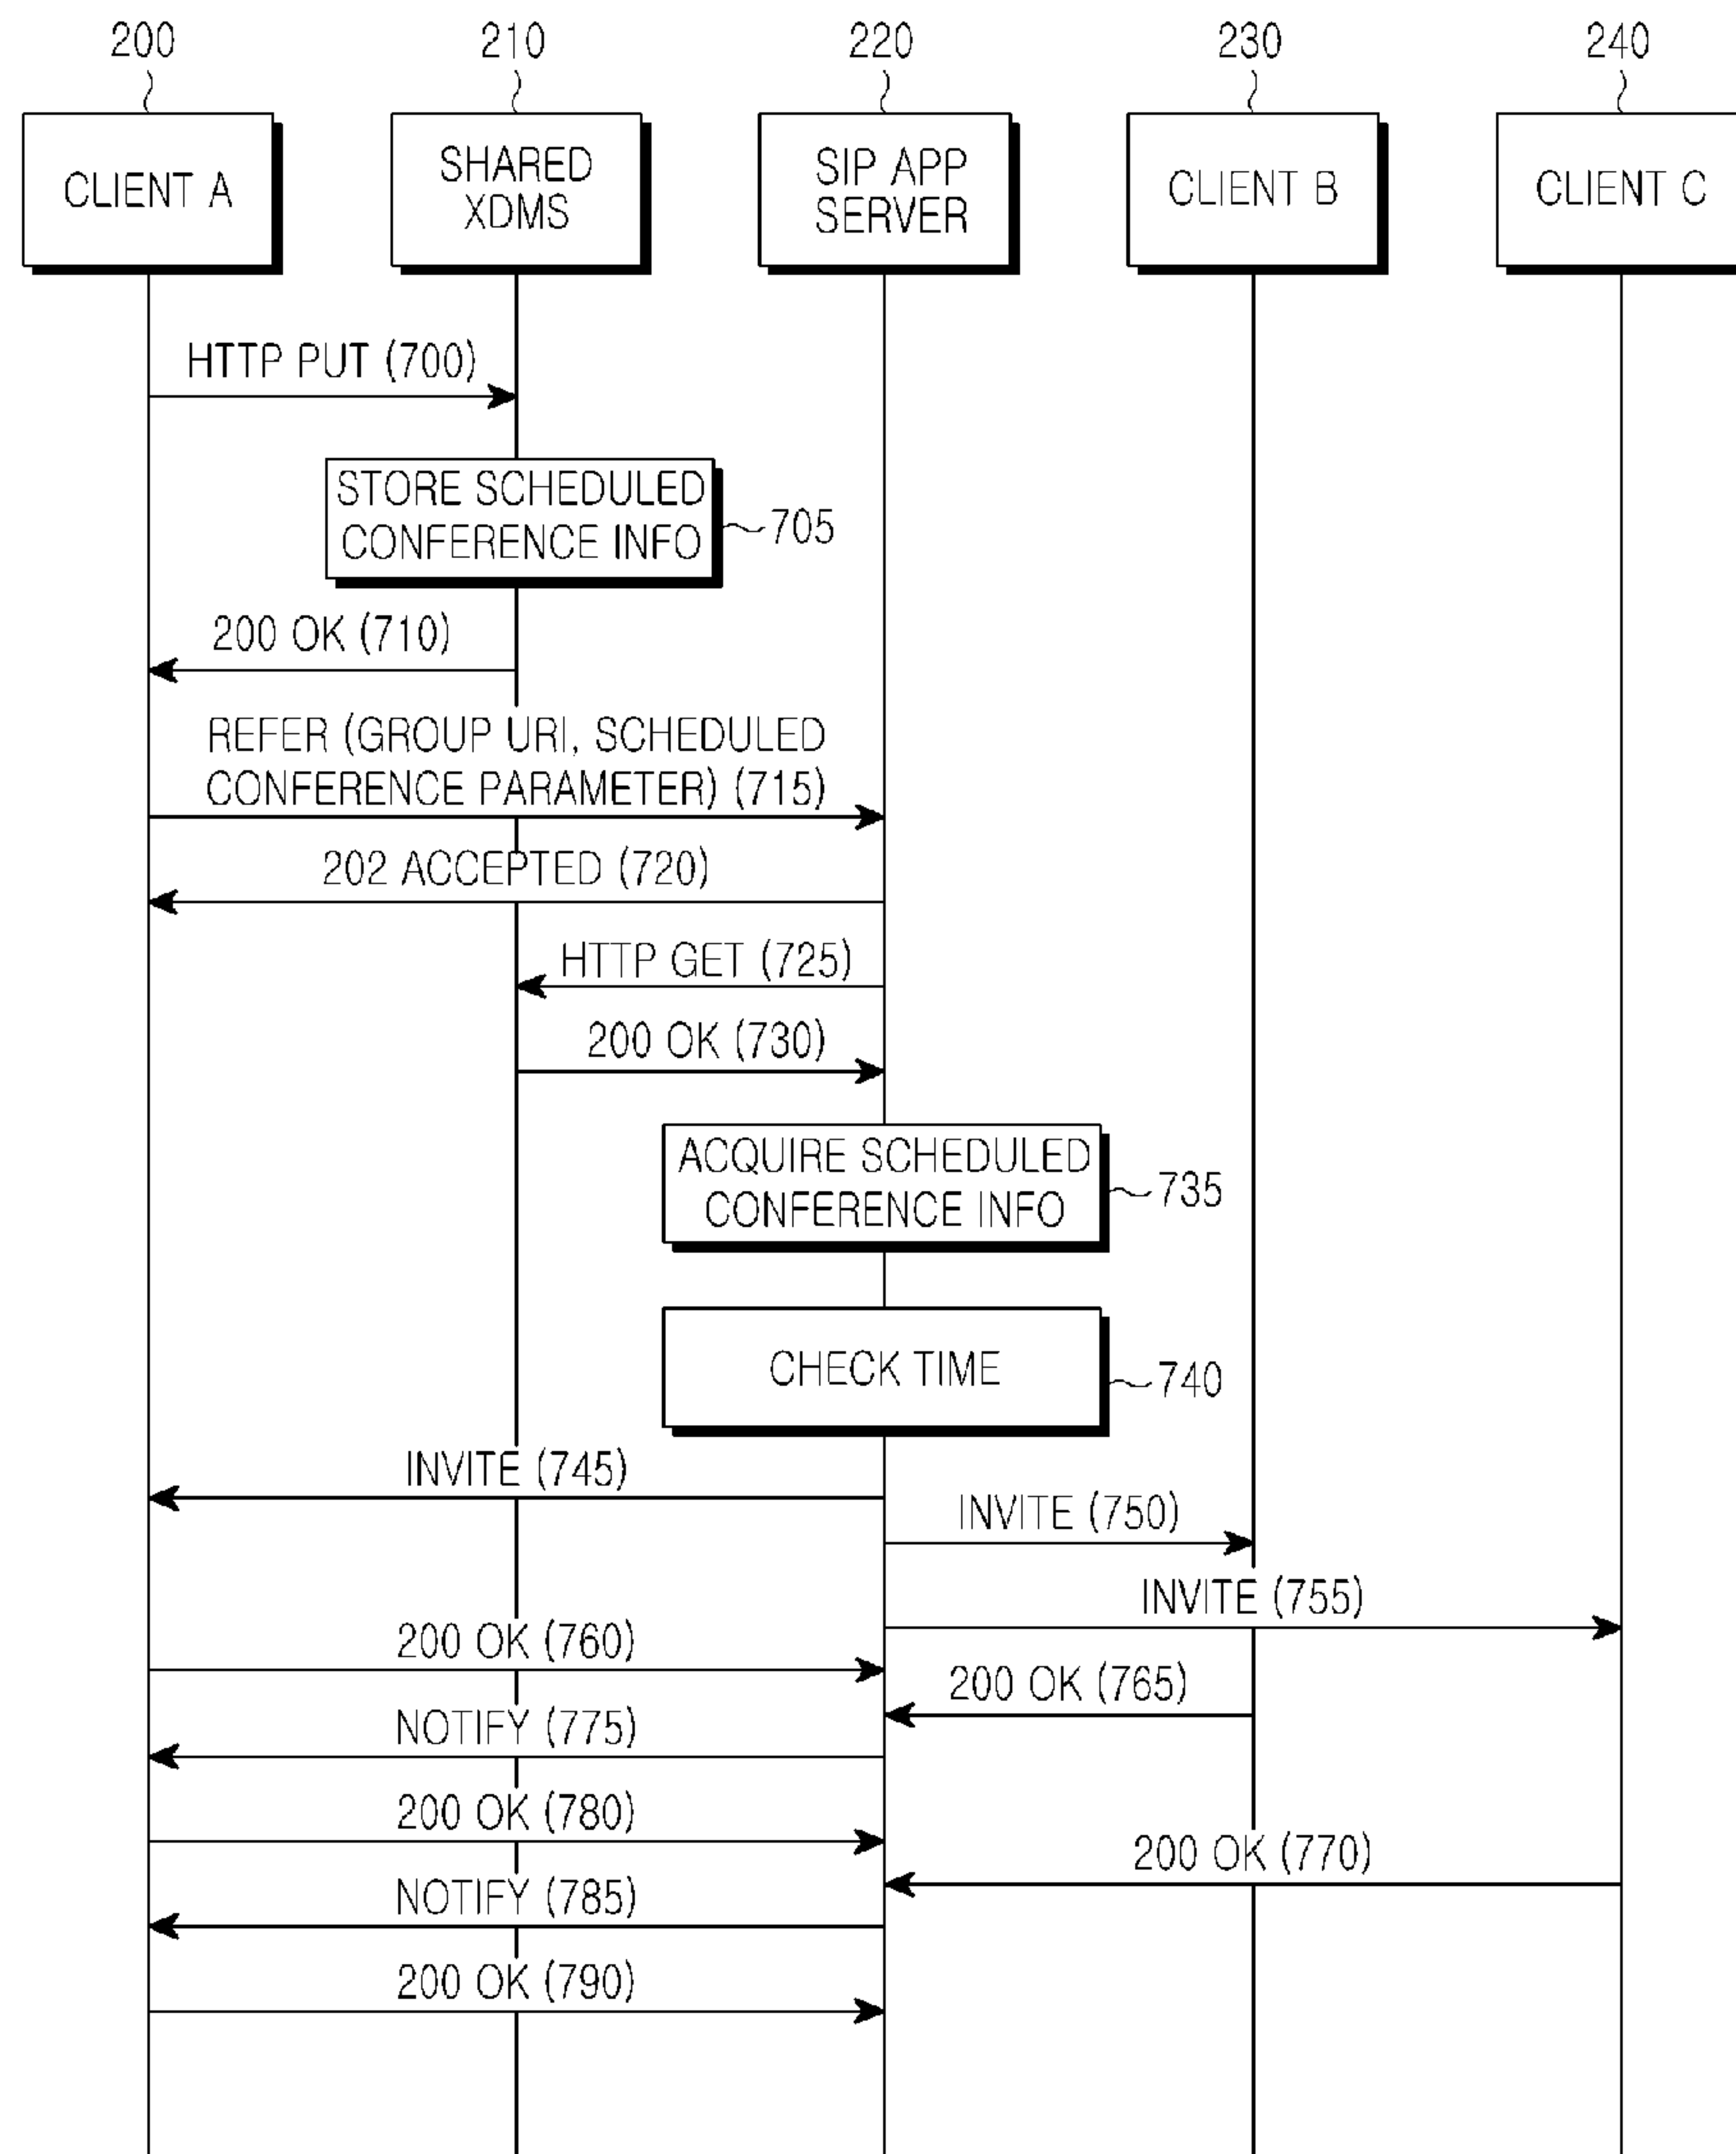 200
210
220
230
240
CLIENT A
SHARED
XDMS
SIP APP
SERVER
CLIENT B
CLIENT C
HTTP PUT (700)
STORE SCHEDULED
CONFERENCE INFO
705
200 OK (710)
REFER (GROUP URI, SCHEDULED
CONFERENCE PARAMETER) (715)
202 ACCEPTED (720)
HTTP GET (725)
200 OK (730)
ACQUIRE SCHEDULED
CONFERENCE INFO
735
CHECK TIME
740
INVITE (745)
INVITE (750)
INVITE (755)
200 OK (760)
200 OK (765)
NOTIFY (775)
200 OK (780)
200 OK (770)
NOTIFY (785)
200 OK (790)